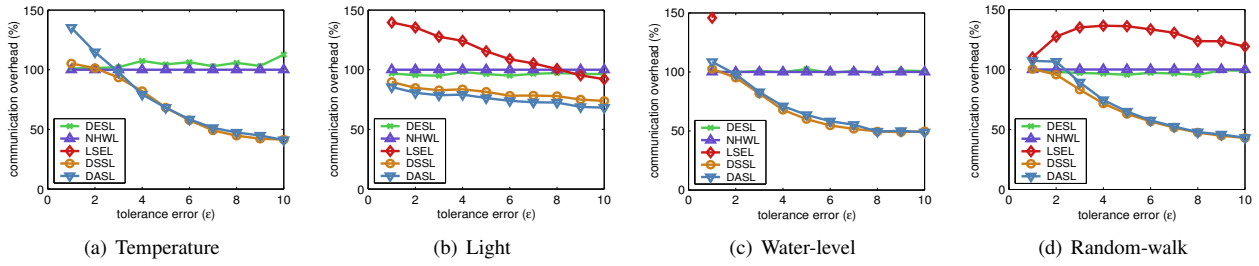 communication overhead (%)
150
100
50
0
DESL
NHWL
LSEL
DSSL
DASL
0 2 4 6 8 10
tolerance error (ε)
(a) Temperature
communication overhead (%)
150
100
50
0
DESL
NHWL
LSEL
DSSL
DASL
0 2 4 6 8 10
tolerance error (ε)
(b) Light
communication overhead (%)
150
100
50
0
DESL
NHWL
LSEL
DSSL
DASL
0 2 4 6 8 10
tolerance error (ε)
(c) Water-level
communication overhead (%)
150
100
50
0
DESL
NHWL
LSEL
DSSL
DASL
0 2 4 6 8 10
tolerance error (ε)
(d) Random-walk